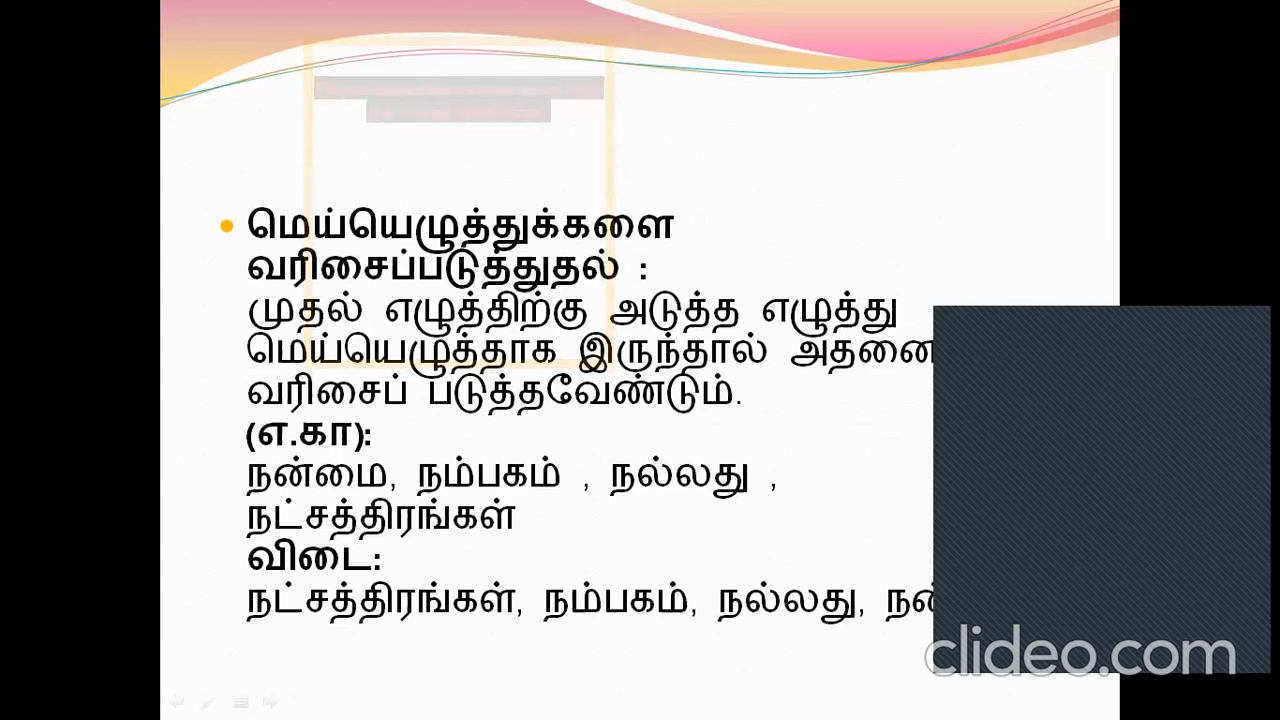 மெய்யெழுத்துக்களை
வரிசைப்படுத்துதல் :
முதல் எழுத்திற்கு அடுத்த எழுத்து
மெய்யெழுத்தாக இருந்தால் அதனை
வரிசைப் படுத்தவேண்டும்.
(எ.கா):
நன்மை, நம்பகம் , நல்லது ,
நட்சத்திரங்கள்
விடை:
நட்சத்திரங்கள், நம்பகம், நல்லது,
clideo.com